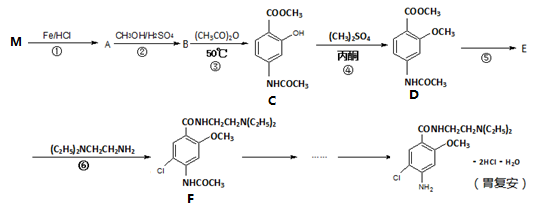 M Fe/HCl ① A CH3OH/H2SO4 ② B (CH3CO)2O 50℃ ③ COOCH3 OH NHCOCH3 C (CH3)2SO4 丙酮 ④ COOCH3 OCH3 NHCOCH3 D ⑤ E
(C2H5)2NCH2CH2NH2 ⑥ CONHCH2CH2N(C2H5)2 OCH3 Cl NHCOCH3 F …… CONHCH2CH2N(C2H5)2 OCH3 Cl NH2 - 2HCl - H2O
(胃复安)